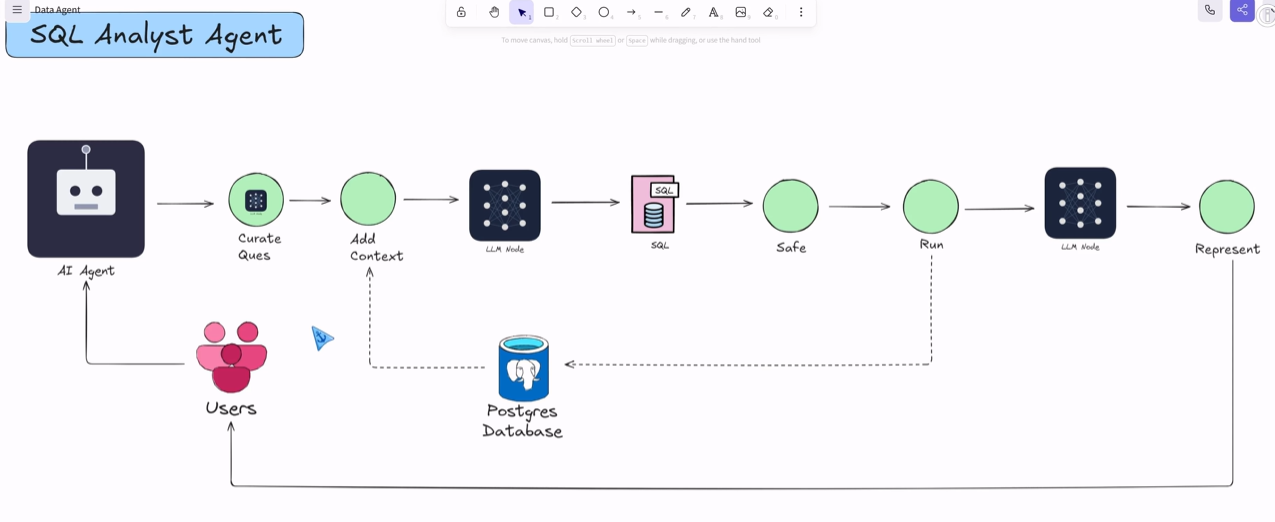 Data Agent
SQL Analyst Agent
To move canvas, hold Scroll wheel or Space while dragging, or use the hand tool
AI Agent
Curate
Ques
Add
Context
LLM Node
SQL
SQL
Safe
Run
LLM Node
Represent
Users
Postgres
Database